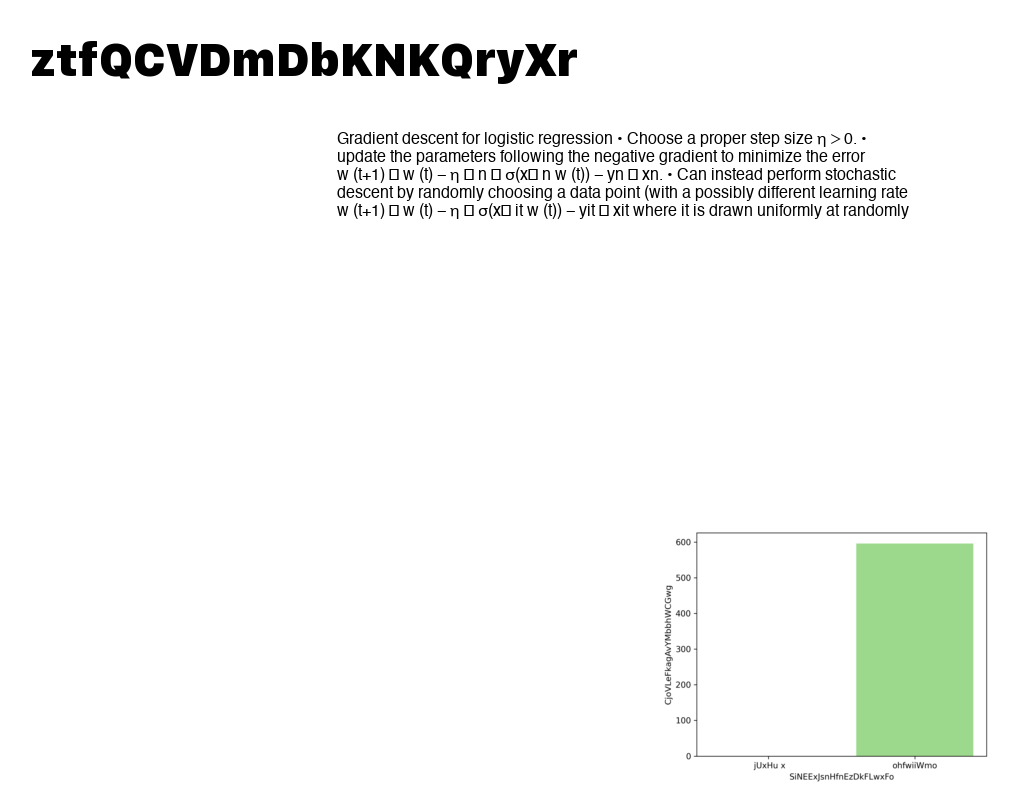 ztfQCVDmDbKNKQryXr
Gradient descent for logistic regression • Choose a proper step size η > 0. •
update the parameters following the negative gradient to minimize the error
w (t+1) □ w (t) – η □ n □ σ(x□ n w (t)) – yn □ xn. • Can instead perform stochastic
descent by randomly choosing a data point (with a possibly different learning rate
w (t+1) □ w (t) – η □ σ(x□ it w (t)) – yit □ xit where it is drawn uniformly at randomly
600
500
400
300
200
100
0
CjoVLeFkagAvYMbbhWCGwg
jUxHu x ohfwiiWmo
SiNEExJsnHfnEzDkFLwxFo